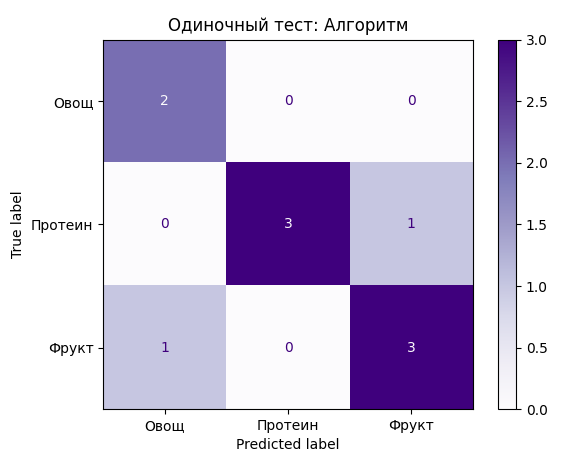 Одиночный тест: Алгоритм
True label
Овощ
Протеин
Фрукт
2 0 0
0 3 1
1 0 3
Овощ Протеин Фрукт
Predicted label
3.0
2.5
2.0
1.5
1.0
0.5
0.0